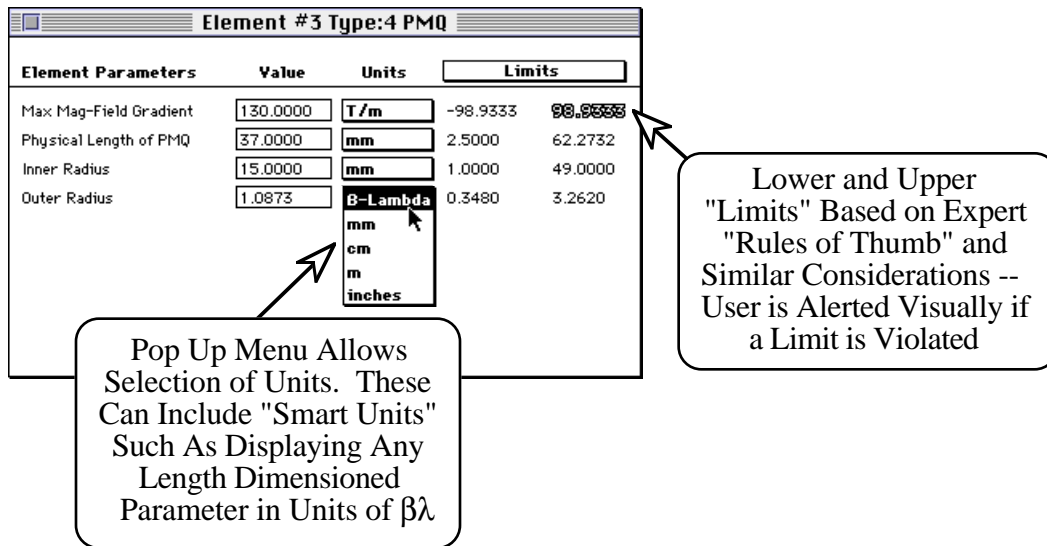 Element #3 Type:4 PMQ
Element Parameters Value Units Limits
Max Mag-Field Gradient 130.0000 T/m -98.9333 98.9333
Physical Length of PMQ 37.0000 mm 2.5000 62.2732
Inner Radius 15.0000 mm 1.0000 49.0000
Outer Radius 1.0873 B-Lambda 0.3480 3.2620
mm
cm
m
inches
Lower and Upper
"Limits" Based on Expert
"Rules of Thumb" and
Similar Considerations --
User is Alerted Visually if
a Limit is Violated
Pop Up Menu Allows
Selection of Units. These
Can Include "Smart Units"
Such As Displaying Any
Length Dimensioned
Parameter in Units of βλ